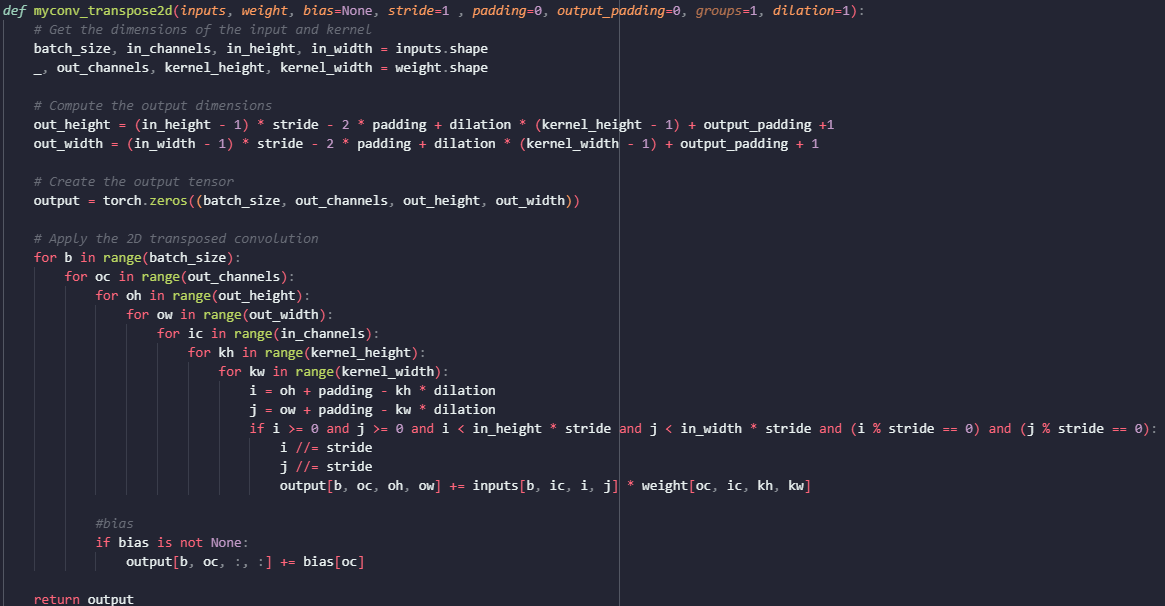 def myconv_transpose2d(inputs, weight, bias=None, stride=1 , padding=0, output_padding=0, groups=1, dilation=1):
    # Get the dimensions of the input and kernel
    batch_size, in_channels, in_height, in_width = inputs.shape
    _, out_channels, kernel_height, kernel_width = weight.shape

    # Compute the output dimensions
    out_height = (in_height - 1) * stride - 2 * padding + dilation * (kernel_height - 1) + output_padding +1
    out_width = (in_width - 1) * stride - 2 * padding + dilation * (kernel_width - 1) + output_padding + 1

    # Create the output tensor
    output = torch.zeros((batch_size, out_channels, out_height, out_width))

    # Apply the 2D transposed convolution
    for b in range(batch_size):
        for oc in range(out_channels):
            for oh in range(out_height):
                for ow in range(out_width):
                    for ic in range(in_channels):
                        for kh in range(kernel_height):
                            for kw in range(kernel_width):
                                i = oh + padding - kh * dilation
                                j = ow + padding - kw * dilation
                                if i >= 0 and j >= 0 and i < in_height * stride and j < in_width * stride and (i % stride == 0) and (j % stride == 0):
                                    i //= stride
                                    j //= stride
                                    output[b, oc, oh, ow] += inputs[b, ic, i, j] * weight[oc, ic, kh, kw]

            #bias
            if bias is not None:
                output[b, oc, :, :] += bias[oc]

    return output